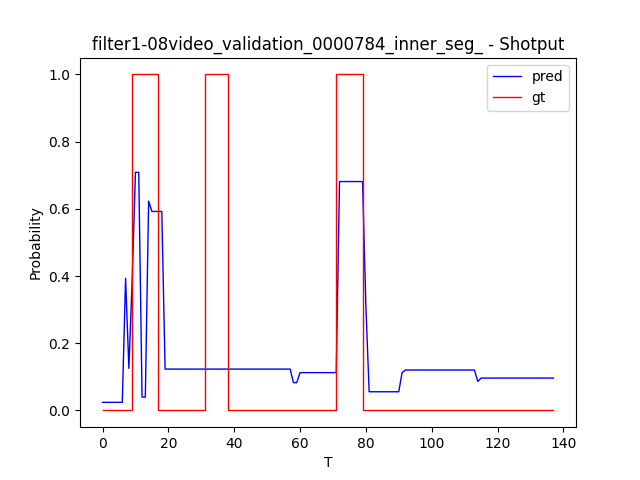 filter1-08video_validation_0000784_inner_seg_ - Shotput
pred
gt
Probability
1.0
0.8
0.6
0.4
0.2
0.0
0 20 40 60 80 100 120 140
T